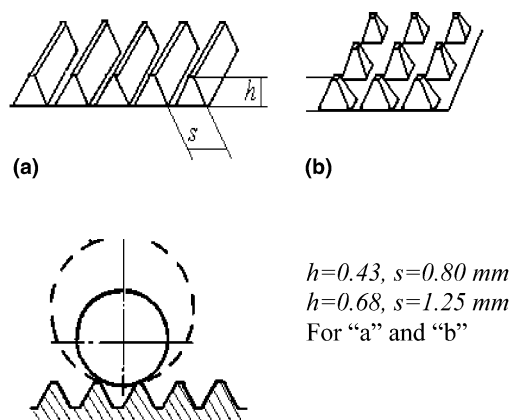 h
s
(a)
(b)
h=0.43, s=0.80 mm
h=0.68, s=1.25 mm
For “a” and “b”